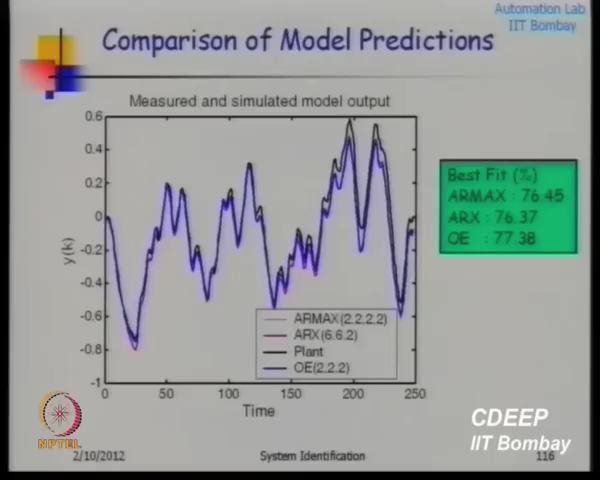 Automation Lab
IIT Bombay
Comparison of Model Predictions
Measured and simulated model output
0.6
0.4
0.2
0
-0.2
-0.4
-0.6
-0.8
-1
y(k)
0
50
100
150
200
250
Time
ARMAX(2,2,2,2)
ARX(6,6,2)
Plant
OE(2,2,2)
Best Fit (%)
ARMAX : 76.45
ARX : 76.37
OE : 77.38
NPTEL
CDEEP
IIT Bombay
2/10/2012
System Identification
116